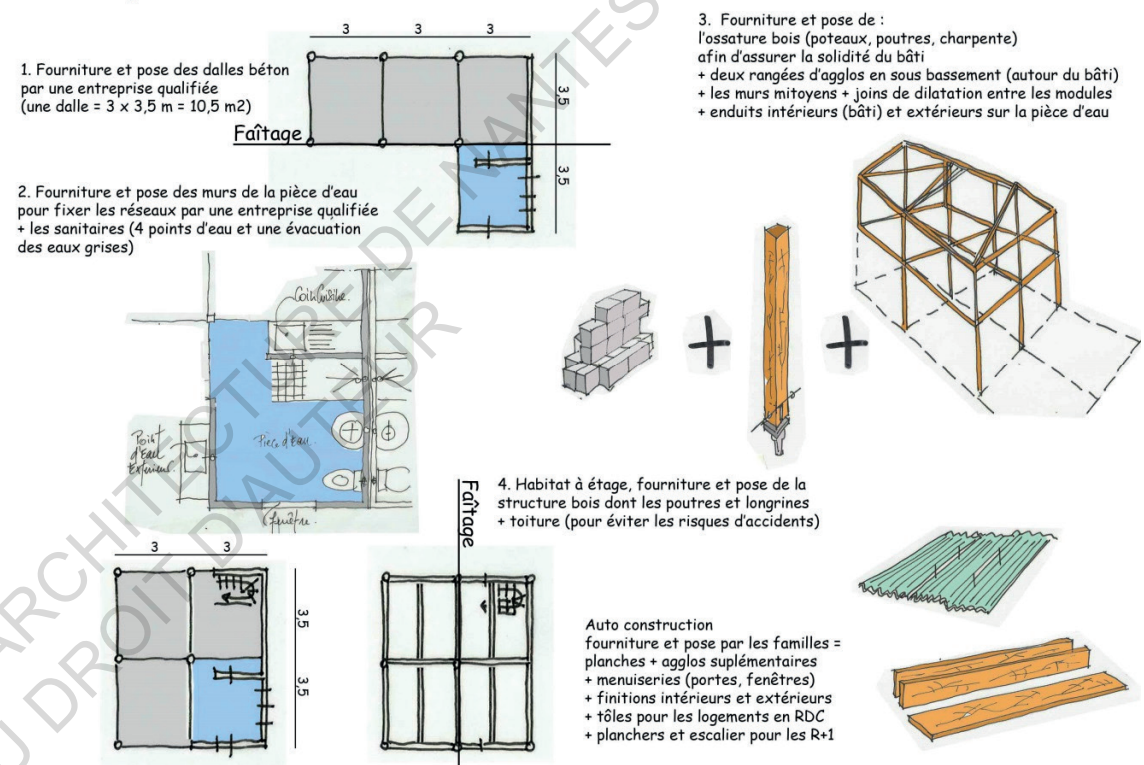 3 3 3
1. Fourniture et pose des dalles béton
par une entreprise qualifiée
(une dalle = 3 x 3,5 m = 10,5 m2)
3,5
Faîtage
3,5
2. Fourniture et pose des murs de la pièce d'eau
pour fixer les réseaux par une entreprise qualifiée
+ les sanitaires (4 points d'eau et une évacuation
des eaux grises)
3. Fourniture et pose de :
l'ossature bois (poteaux, poutres, charpente)
afin d'assurer la solidité du bâti
+ deux rangées d'agglos en sous bassement (autour du bâti)
+ les murs mitoyens + joins de dilatation entre les modules
+ enduits intérieurs (bâti) et extérieurs sur la pièce d'eau
Coin Cuisine.
Point
d'Eau
Extérieur.
Pièce d'Eau
Fenêtre.
+
+
3 3
3,5
3,5
Faîtage
4. Habitat à étage, fourniture et pose de la
structure bois dont les poutres et longrines
+ toiture (pour éviter les risques d'accidents)
Auto construction
fourniture et pose par les familles =
planches + agglos suplémentaires
+ menuiseries (portes, fenêtres)
+ finitions intérieurs et extérieurs
+ tôles pour les logements en RDC
+ planchers et escalier pour les R+1
ARCHITECTURE DE NANTES
DU DROIT D'AUTEUR